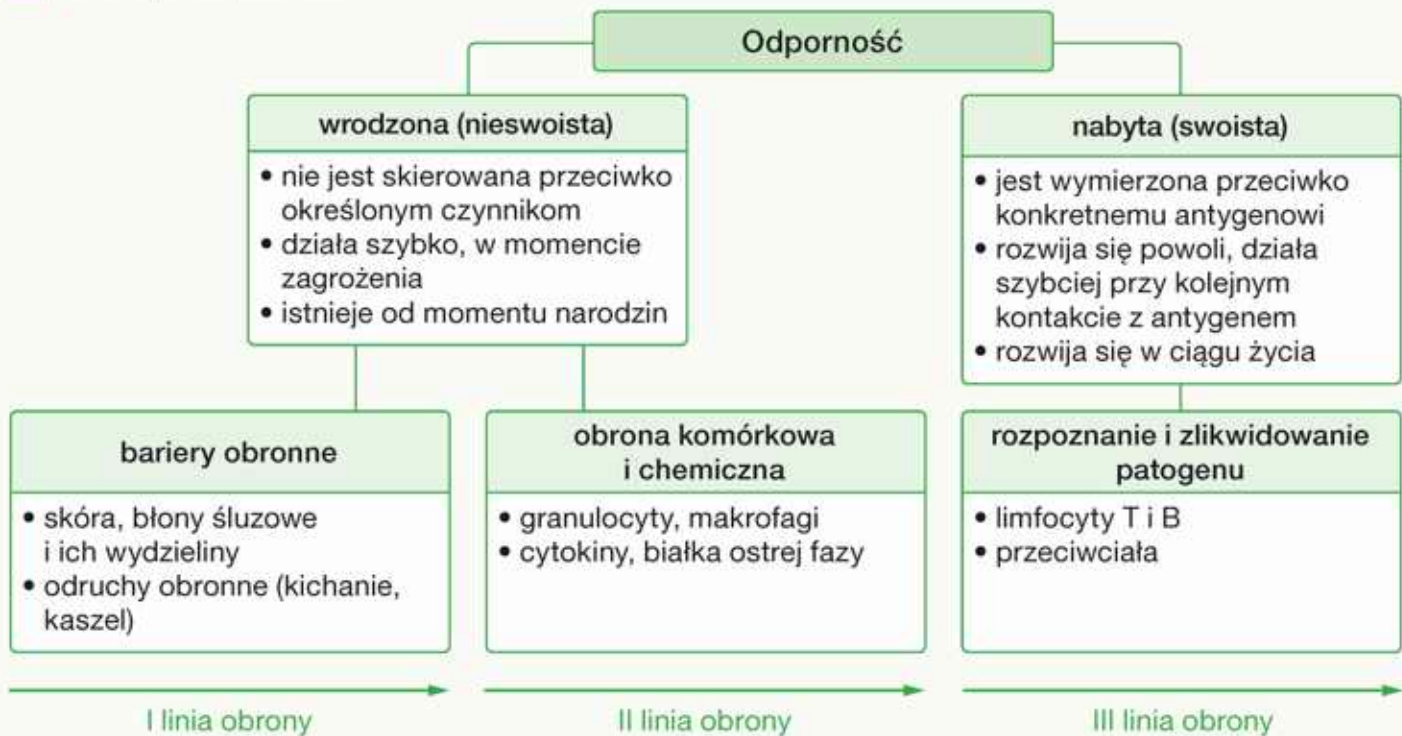 Odporność
wrodzona (nieswoista)
• nie jest skierowana przeciwko
określonym czynnikom
• działa szybko, w momencie
zagrożenia
• istnieje od momentu narodzin
nabyta (swoista)
• jest wymierzona przeciwko
konkretnemu antygenowi
• rozwija się powoli, działa
szybciej przy kolejnym
kontakcie z antygenem
• rozwija się w ciągu życia
bariery obronne
• skóra, błony śluzowe
i ich wydzieliny
• odruchy obronne (kichanie,
kaszel)
obrona komórkowa
i chemiczna
• granulocyty, makrofagi
• cytokiny, białka ostrej fazy
rozpoznanie i zlikwidowanie
patogenu
• limfocyty T i B
• przeciwciała
I linia obrony
II linia obrony
III linia obrony